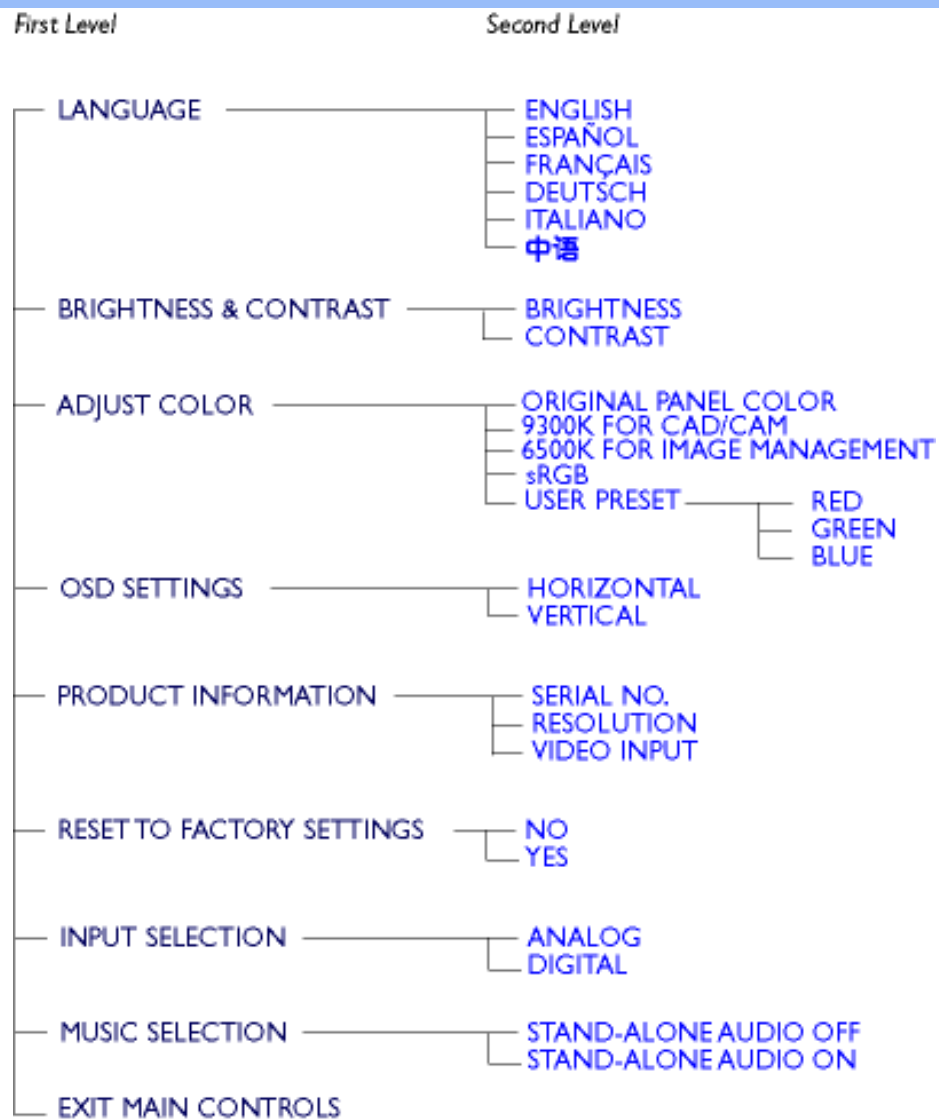 First Level
Second Level
LANGUAGE
ENGLISH
ESPAÑOL
FRANÇAIS
DEUTSCH
ITALIANO
中语
BRIGHTNESS & CONTRAST
BRIGHTNESS
CONTRAST
ADJUST COLOR
ORIGINAL PANEL COLOR
9300K FOR CAD/CAM
6500K FOR IMAGE MANAGEMENT
sRGB
USER PRESET
RED
GREEN
BLUE
OSD SETTINGS
HORIZONTAL
VERTICAL
PRODUCT INFORMATION
SERIAL NO.
RESOLUTION
VIDEO INPUT
RESET TO FACTORY SETTINGS
NO
YES
INPUT SELECTION
ANALOG
DIGITAL
MUSIC SELECTION
STAND-ALONE AUDIO OFF
STAND-ALONE AUDIO ON
EXIT MAIN CONTROLS